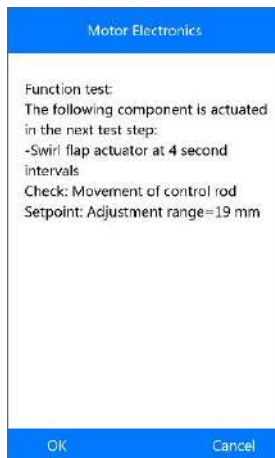 Motor Electronics
Function test:
The following component is actuated
in the next test step:
-Swirl flap actuator at 4 second
intervals
Check: Movement of control rod
Setpoint: Adjustment range=19 mm
OK
Cancel